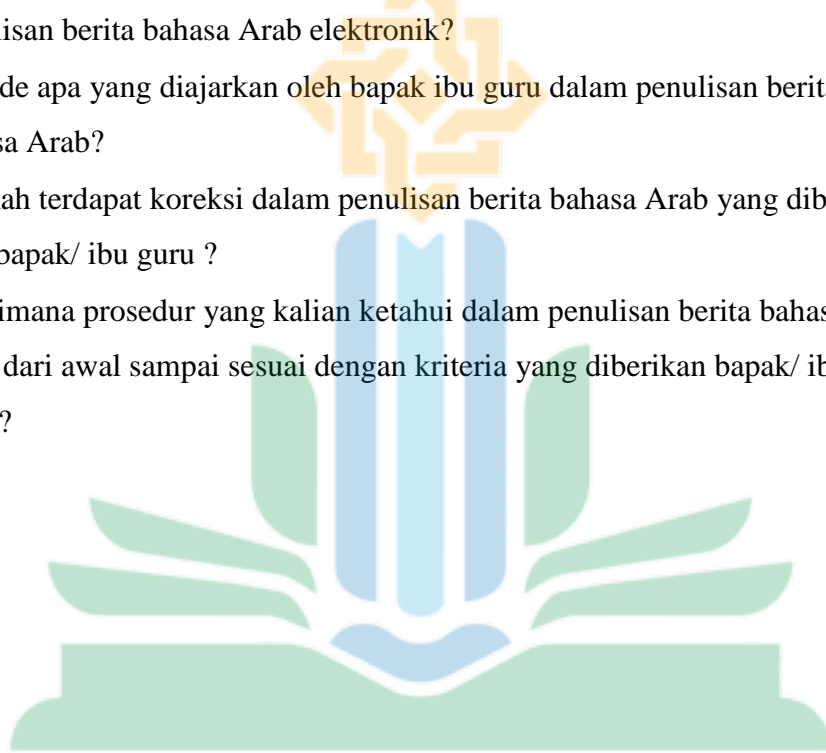 lisan berita bahasa Arab elektronik?
de apa yang diajarkan oleh bapak ibu guru dalam penulisan berita
sa Arab?
kah terdapat koreksi dalam penulisan berita bahasa Arab yang dib
bapak/ ibu guru ?
imana prosedur yang kalian ketahui dalam penulisan berita bahas
dari awal sampai sesuai dengan kriteria yang diberikan bapak/ ib
?